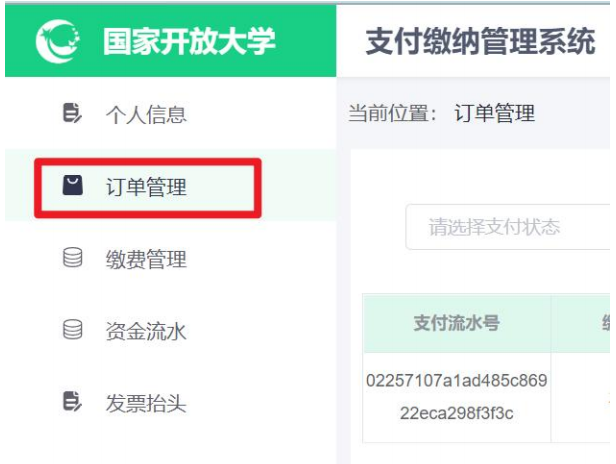 国家开放大学
支付缴纳管理系统
个人信息
当前位置： 订单管理
订单管理
请选择支付状态
缴费管理
支付流水号
资金流水
02257107a1ad485c869
22eca298f3f3c
发票抬头